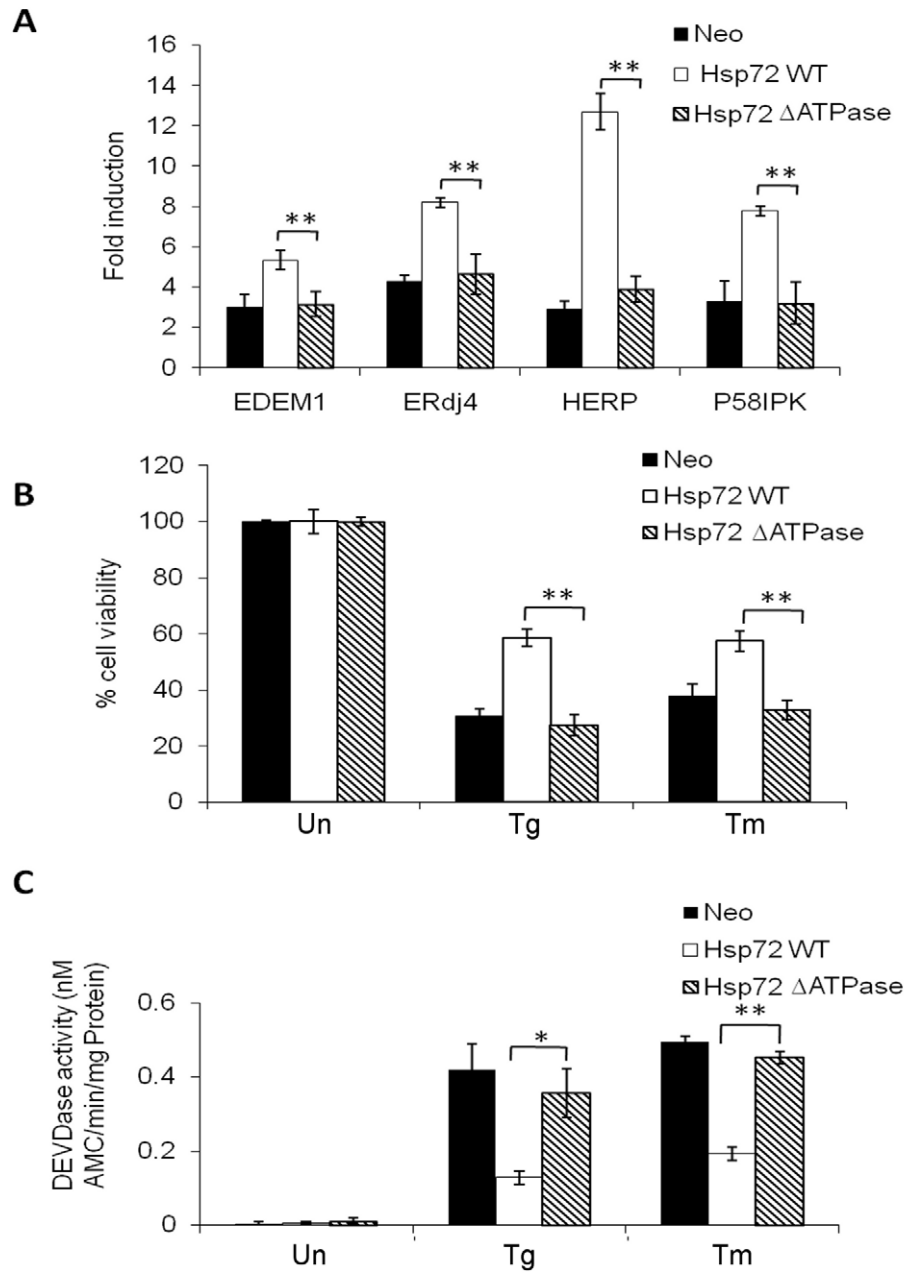 A
16
14
12
10
8
6
4
2
0
Fold induction
Neo
Hsp72 WT
Hsp72 ΔATPase
**
**
**
**
EDEM1 ERdj4 HERP P58IPK
B
120
100
80
60
40
20
0
% cell viability
Neo
Hsp72 WT
Hsp72 ΔATPase
**
**
Un Tg Tm
C
0.6
0.4
0.2
0
DEVDase activity (nM
AMC/min/mg Protein)
Neo
Hsp72 WT
Hsp72 ΔATPase
*
**
Un Tg Tm